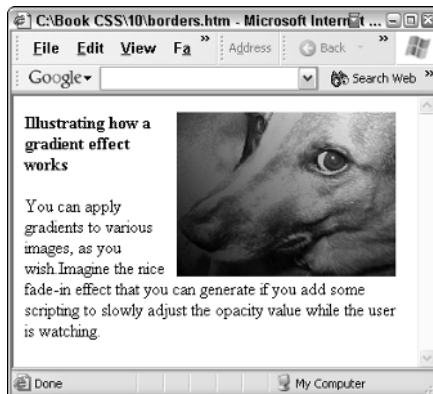 C:\Book CSS\10\borders.htm - Microsoft Intern t ...
File Edit View Fa » Address Back »
Google Search Web »
Illustrating how a
gradient effect
works
You can apply
gradients to various
images, as you
wish.Imagine the nice
fade-in effect that you can generate if you add some
scripting to slowly adjust the opacity value while the user
is watching.
Done My Computer